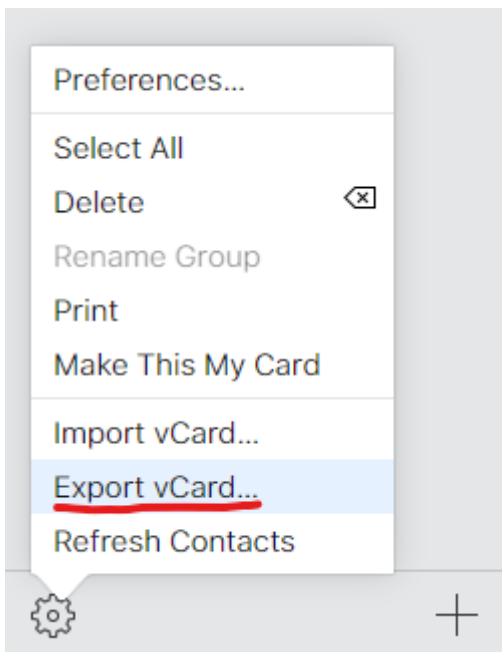 Preferences...
Select All
Delete
Rename Group
Print
Make This My Card
Import vCard...
Export vCard...
Refresh Contacts